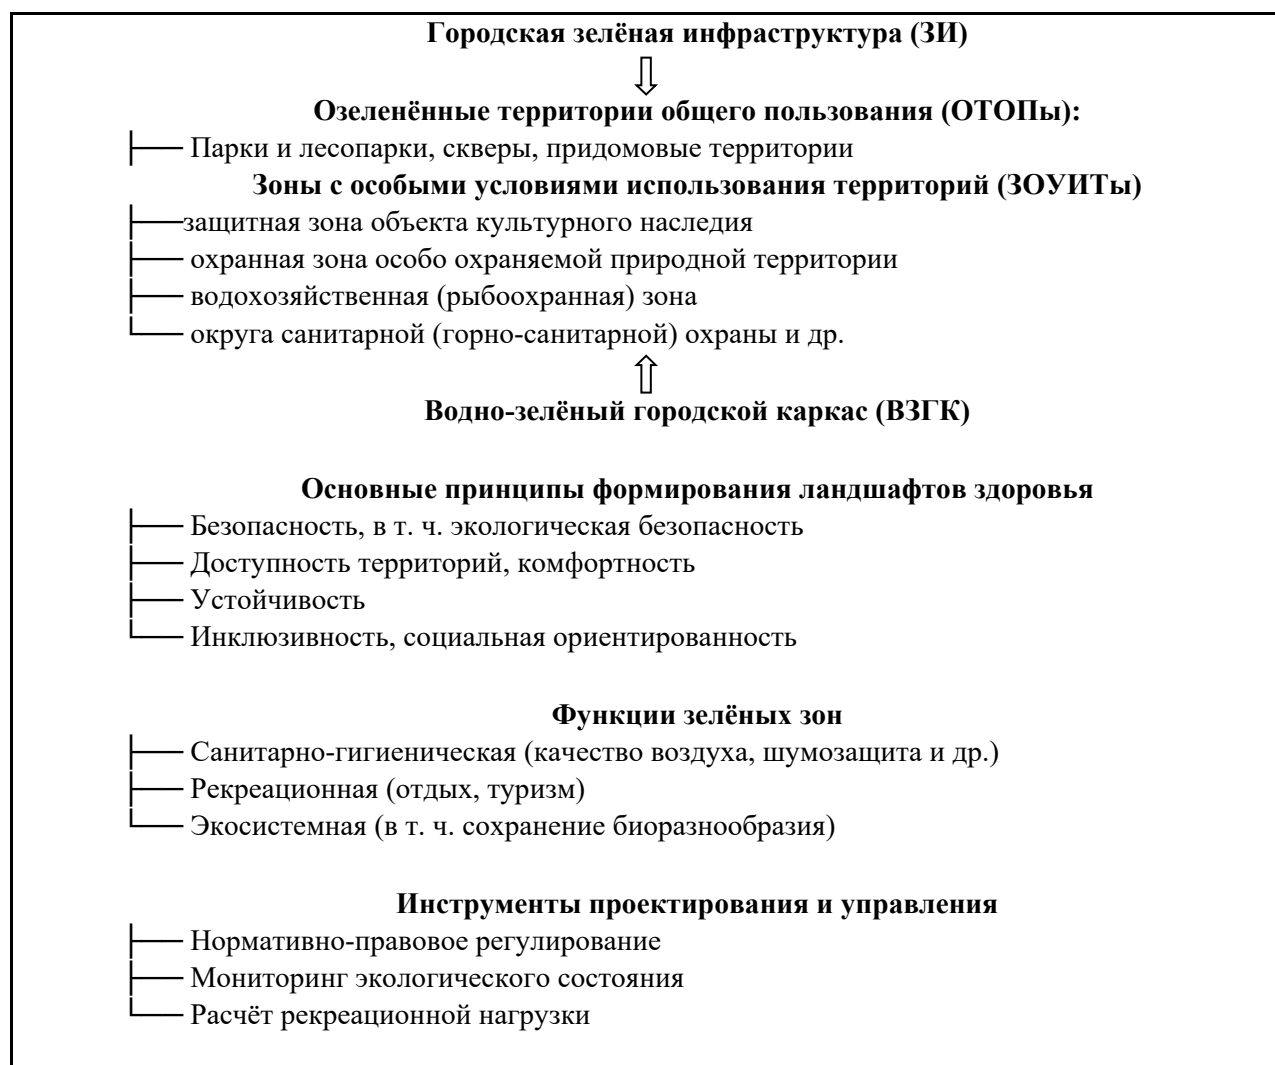 Городская зелёная инфраструктура (ЗИ)
Озеленённые территории общего пользования (ОТОПы):
Парки и лесопарки, скверы, придомовые территории
Зоны с особыми условиями использования территорий (ЗОУИТы)
защитная зона объекта культурного наследия
охранная зона особо охраняемой природной территории
водохозяйственная (рыбоохранная) зона
округа санитарной (горно-санитарной) охраны и др.
Водно-зелёный городской каркас (ВЗГК)
Основные принципы формирования ландшафтов здоровья
Безопасность, в т. ч. экологическая безопасность
Доступность территорий, комфортность
Устойчивость
Инклюзивность, социальная ориентированность
Функции зелёных зон
Санитарно-гигиеническая (качество воздуха, шумозащита и др.)
Рекреационная (отдых, туризм)
Экосистемная (в т. ч. сохранение биоразнообразия)
Инструменты проектирования и управления
Нормативно-правовое регулирование
Мониторинг экологического состояния
Расчёт рекреационной нагрузки